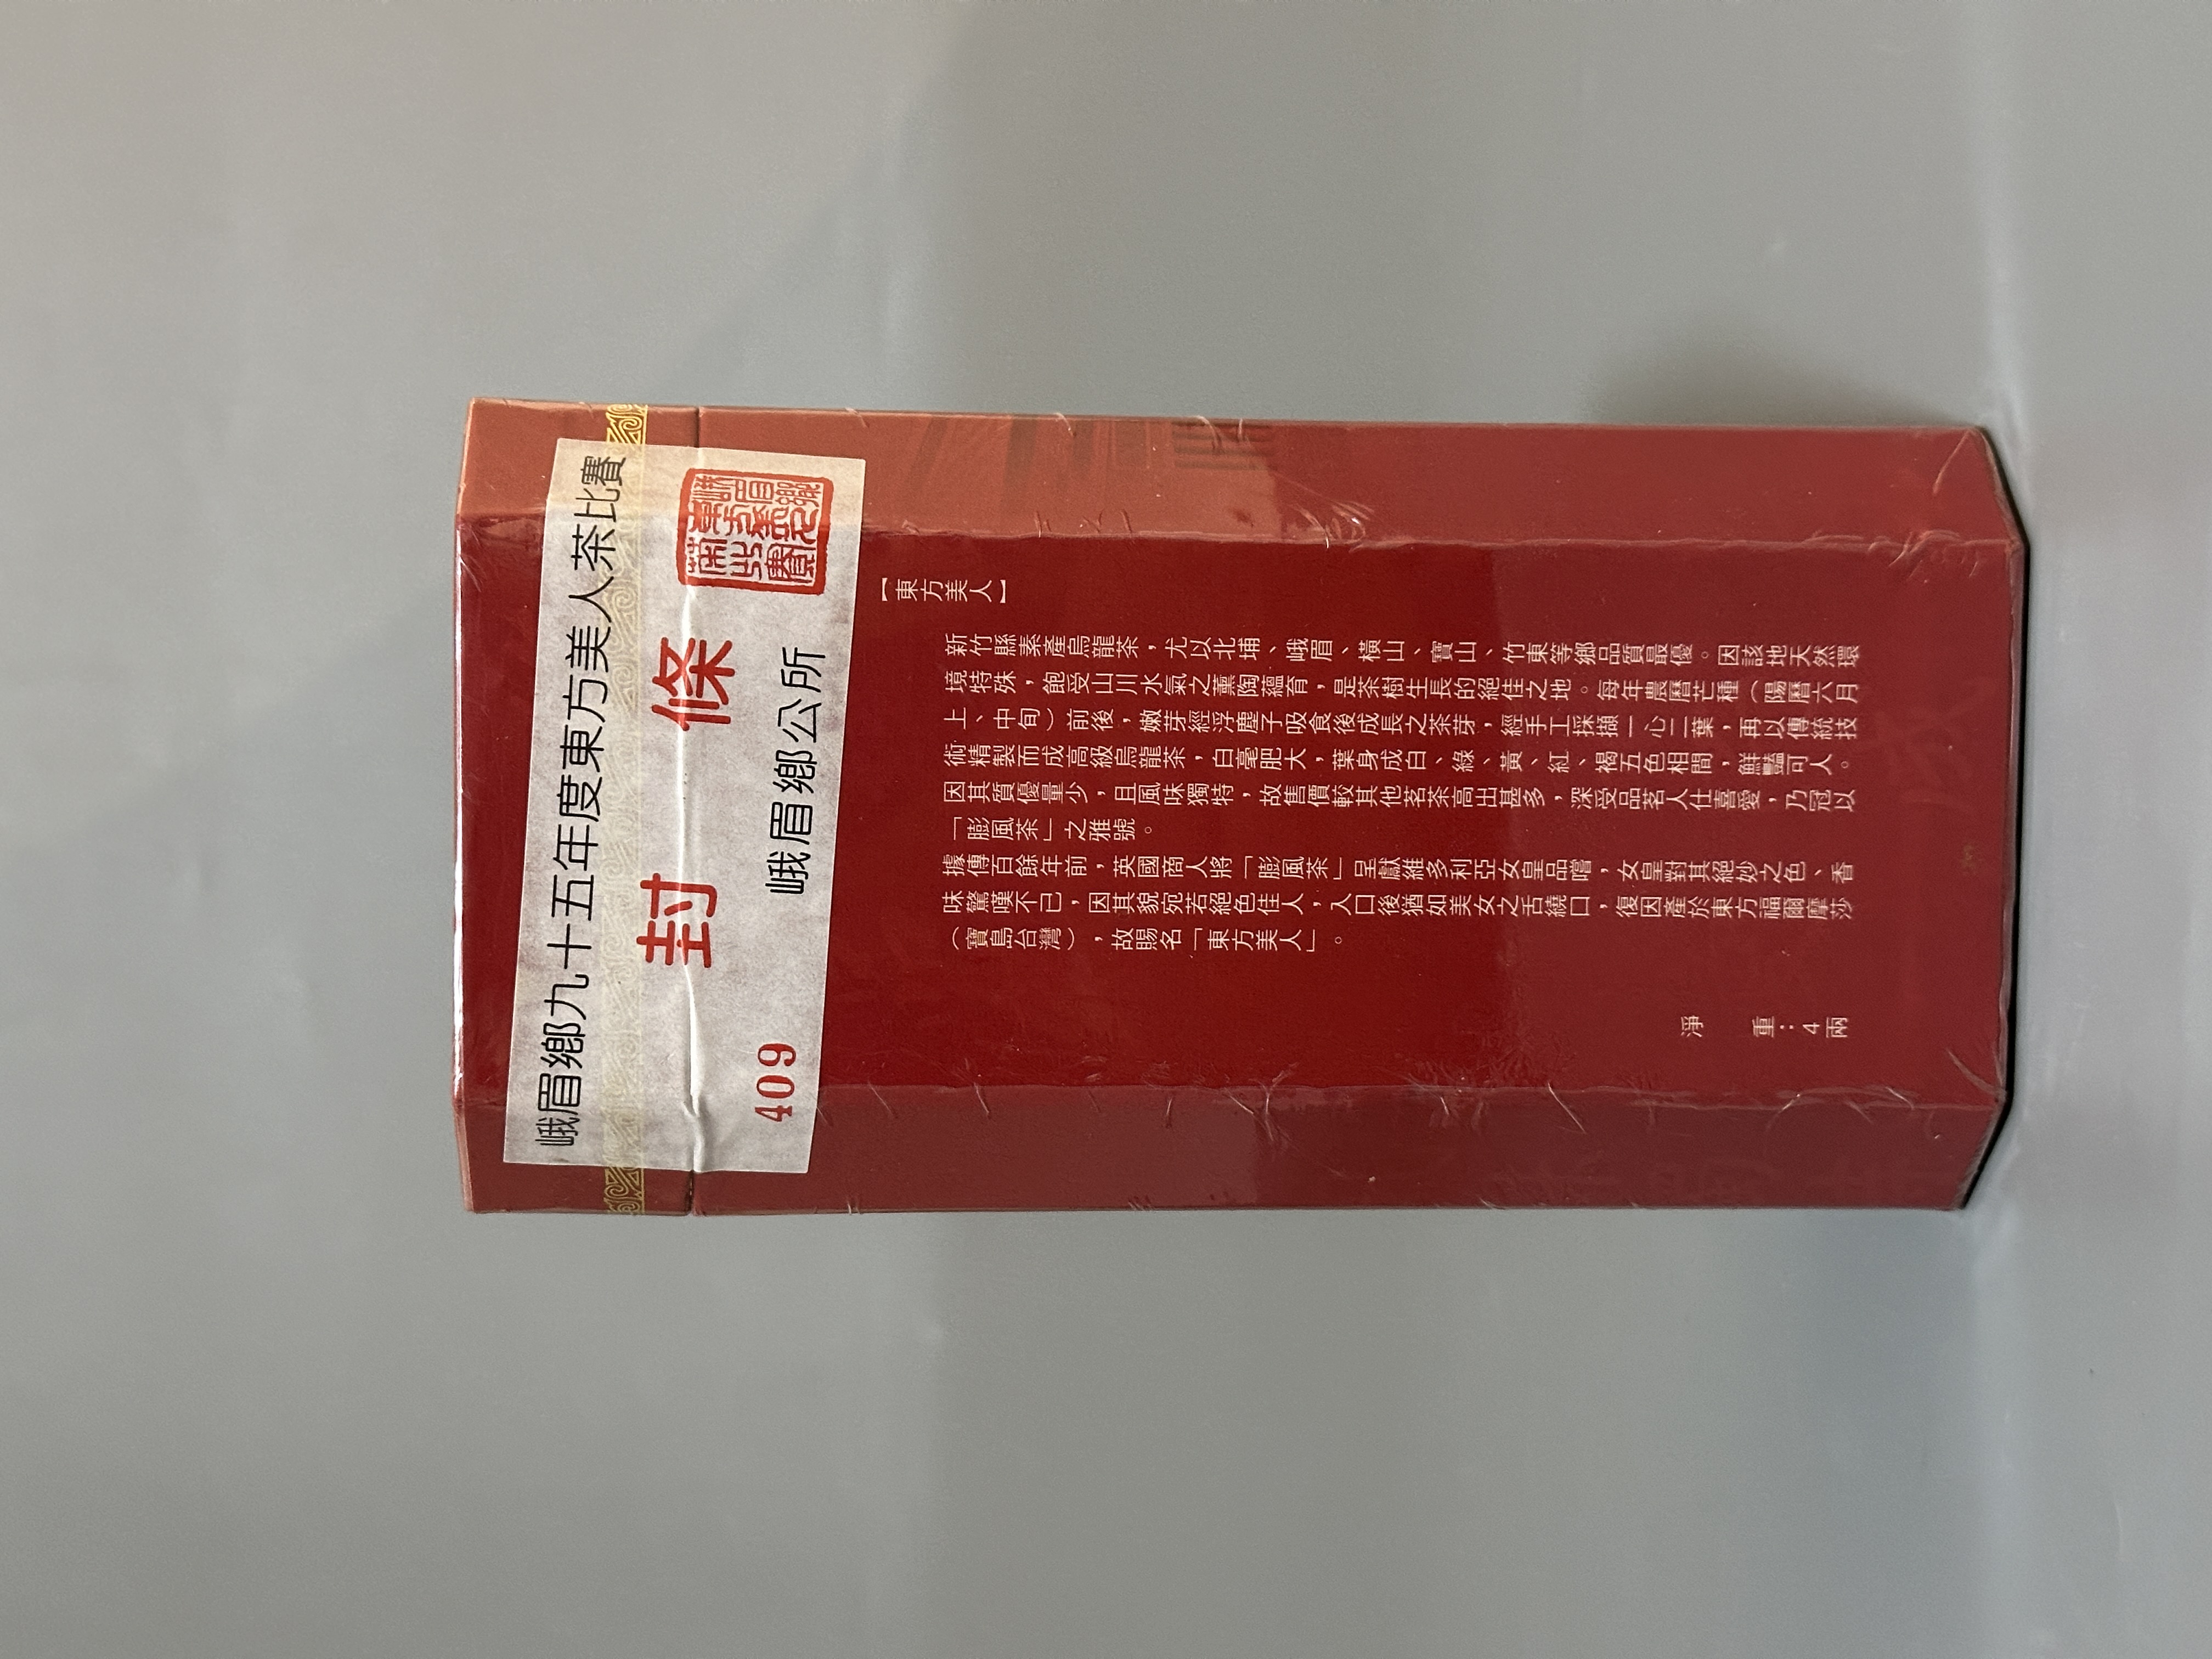 峨眉鄉九十五年度東方美人茶比賽
封條
峨眉鄉公所
409
【東方美人】
新竹縣素產烏龍茶，尤以北埔、峨眉、橫山、寶山、竹東等鄉品質最優。因該地天然環
境特殊，飽受山川水氣之薰陶蘊育，是茶樹生長的絕佳之地。每年農曆芒種（陽曆六月
上、中旬）前後，嫩芽經浮塵子吸食後成長之茶芽，經手工採擷一心二葉，再以傳統技
術精製而成高級烏龍茶，白毫肥大，葉身成白、綠、黃、紅、褐五色相間，鮮豔可人。
因其質優量少，且風味獨特，故售價較其他茗茶高出甚多，深受品茗人仕喜愛，乃冠以
「膨風茶」之雅號。
據傳百餘年前，英國商人將「膨風茶」呈獻維多利亞女皇品嚐，女皇對其絕妙之色、香
味驚嘆不已，因其貌宛若絕色佳人，入口後猶如美女之舌繞口，復因產於東方福爾摩莎
（寶島台灣），故賜名「東方美人」。
淨　重：4兩